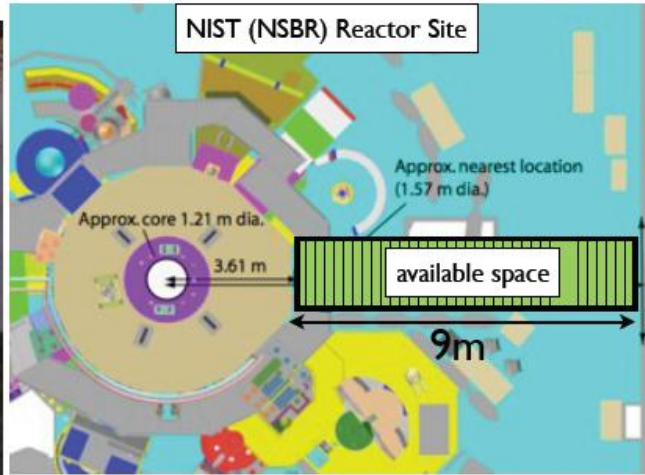 NIST (NSBR) Reactor Site
Approx. nearest location
(1.57 m dia.)
Approx. core 1.21 m dia.
3.61 m
available space
9m